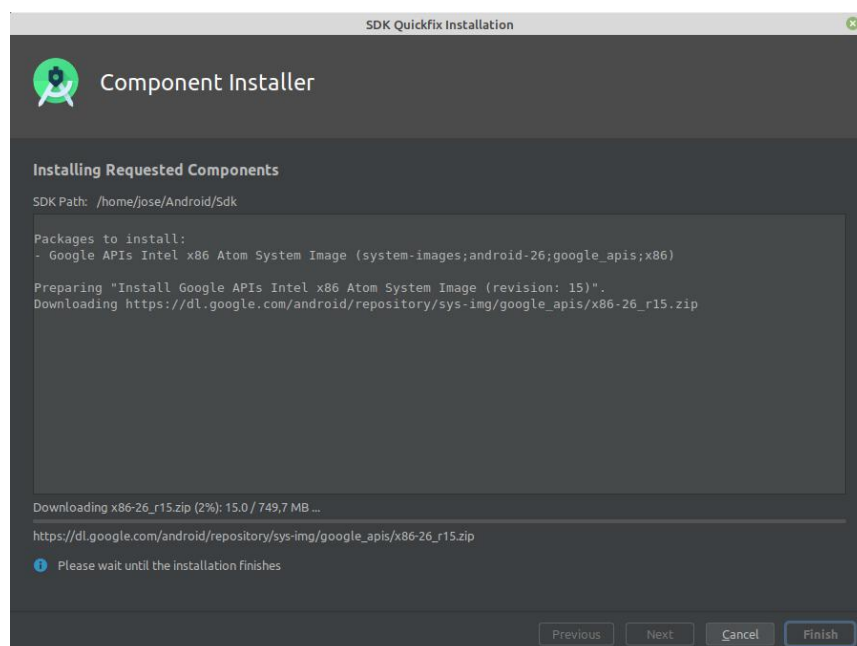 SDK Quickfix Installation
Component Installer
Installing Requested Components
SDK Path: /home/jose/Android/Sdk
Packages to install:
- Google APIs Intel x86 Atom System Image (system-images;android-26;google_apis;x86)
Preparing "Install Google APIs Intel x86 Atom System Image (revision: 15)".
Downloading https://dl.google.com/android/repository/sys-img/google_apis/x86-26_r15.zip
Downloading x86-26_r15.zip (2%): 15.0 / 749,7 MB ...
https://dl.google.com/android/repository/sys-img/google_apis/x86-26_r15.zip
Please wait until the installation finishes
Previous Next Cancel Finish